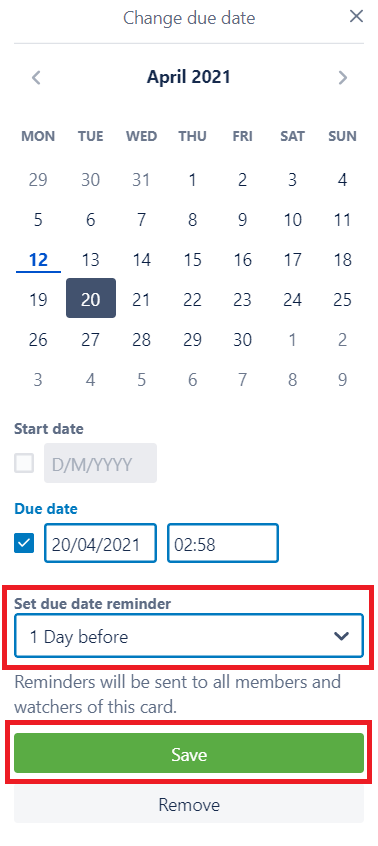 Change due date
April 2021
MON TUE WED THU FRI SAT SUN
29 30 31 1 2 3 4
5 6 7 8 9 10 11
12 13 14 15 16 17 18
19 20 21 22 23 24 25
26 27 28 29 30 1 2
3 4 5 6 7 8 9
Start date
D/M/YYYY
Due date
20/04/2021 02:58
Set due date reminder
1 Day before
Reminders will be sent to all members and
watchers of this card.
Save
Remove